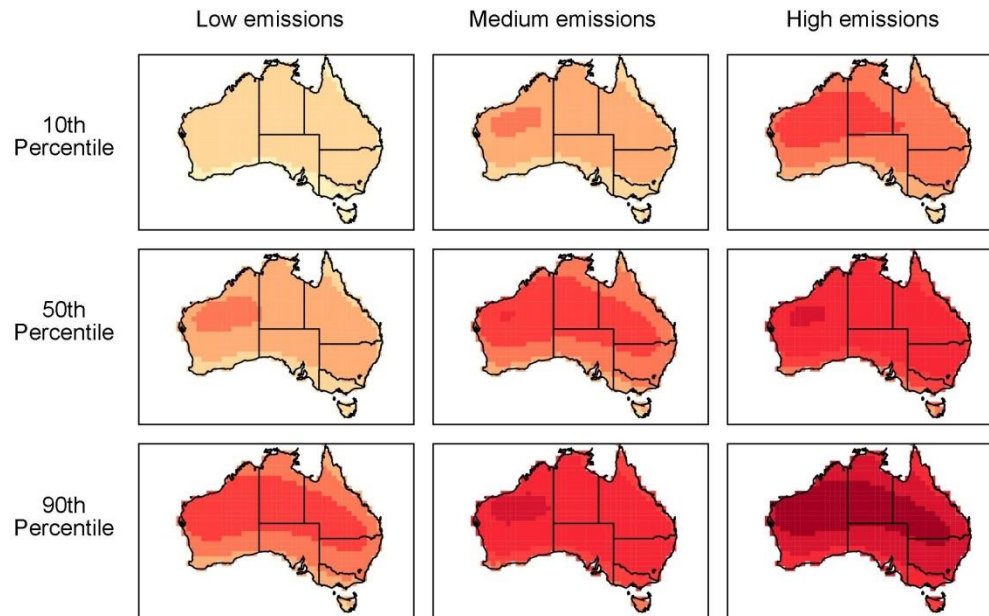 Low emissions
Medium emissions
High emissions
10th
Percentile
50th
Percentile
90th
Percentile